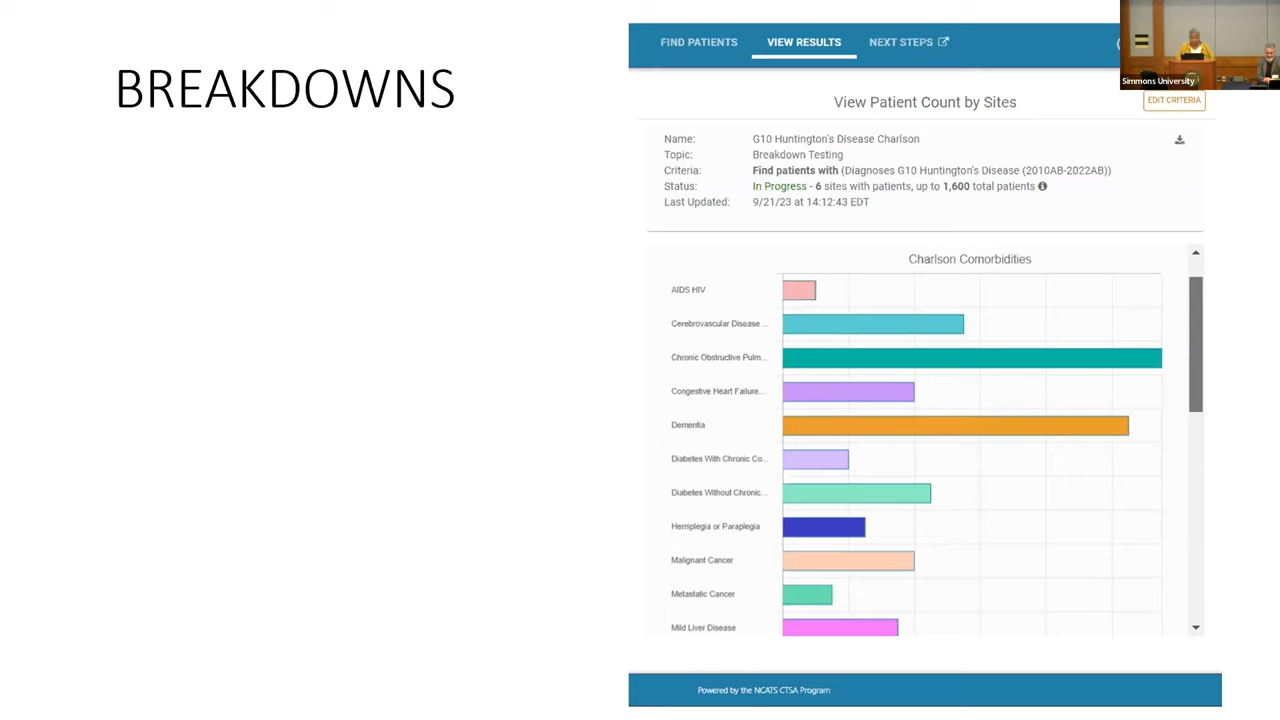 BREAKDOWNS
FIND PATIENTS
VIEW RESULTS
NEXT STEPS
Simmons University
EDIT CRITERIA
View Patient Count by Sites
Name: G10 Huntington's Disease Charlson
Topic: Breakdown Testing
Criteria: Find patients with (Diagnoses G10 Huntington's Disease (2010AB-2022AB))
Status: In Progress - 6 sites with patients, up to 1,600 total patients
Last Updated: 9/21/23 at 14:12:43 EDT
Charlson Comorbidities
AIDS HIV
Cerebrovascular Disease ...
Chronic Obstructive Pulm...
Congestive Heart Failure...
Dementia
Diabetes With Chronic Co...
Diabetes Without Chronic...
Hemiplegia or Paraplegia
Malignant Cancer
Metastatic Cancer
Mild Liver Disease
Powered by the NCATS CTSA Program